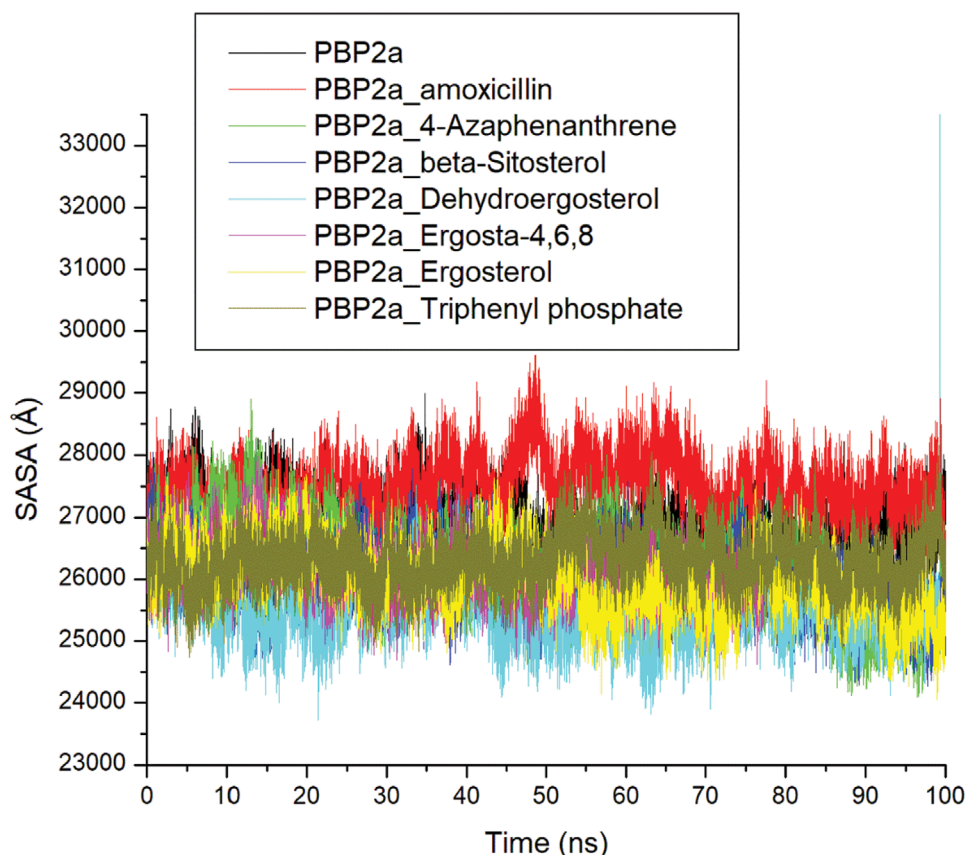 PBP2a
PBP2a_amoxicillin
PBP2a_4-Azaphenanthrene
PBP2a_beta-Sitosterol
PBP2a_Dehydroergosterol
PBP2a_Ergosta-4,6,8
PBP2a_Ergosterol
PBP2a_Triphenyl phosphate
33000
32000
31000
30000
29000
28000
27000
26000
25000
24000
23000
SASA (Å)
0 10 20 30 40 50 60 70 80 90 100
Time (ns)